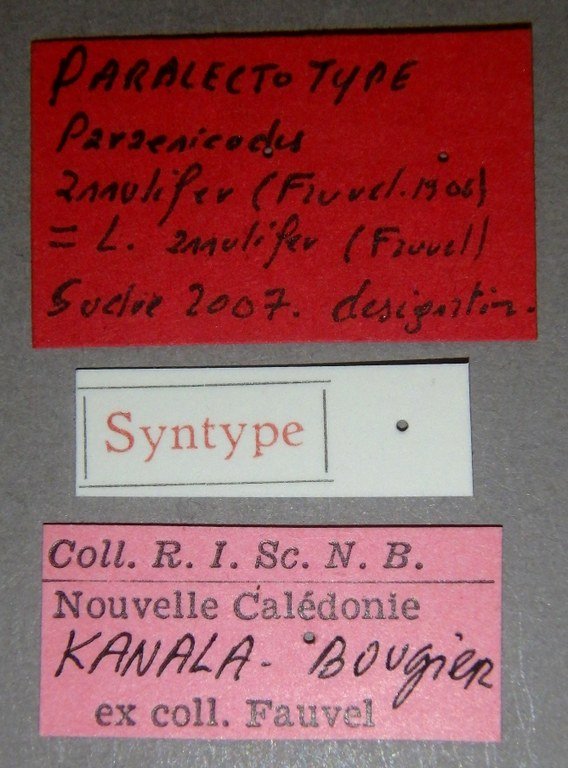 PARALECTOTYPE
Paraenicodes
annulifer (Fauvel.1906)
= L. annulifer (Fauvel)
Sudre 2007. designation.
Syntype
Coll. R. I. Sc. N. B.
Nouvelle Calédonie
KANALA - Bougier
ex coll. Fauvel